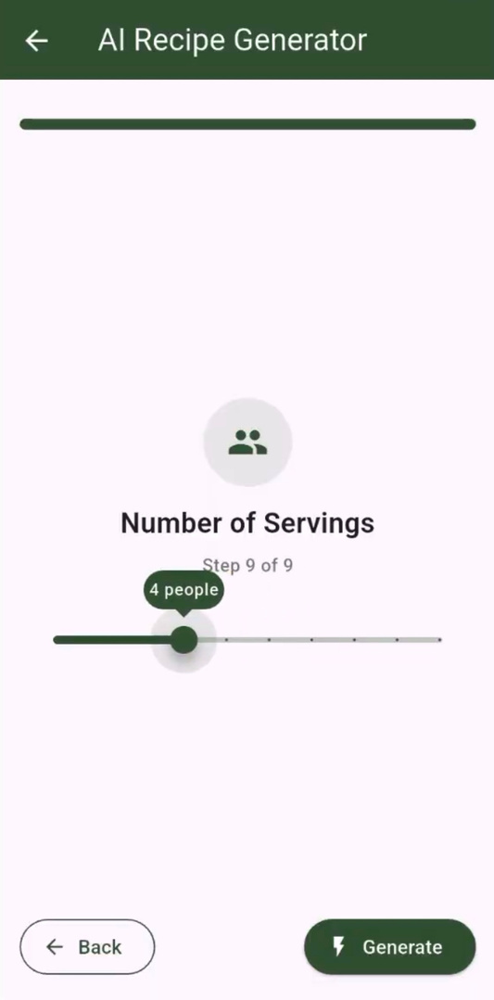 AI Recipe Generator
Number of Servings
Step 9 of 9
4 people
Back
Generate